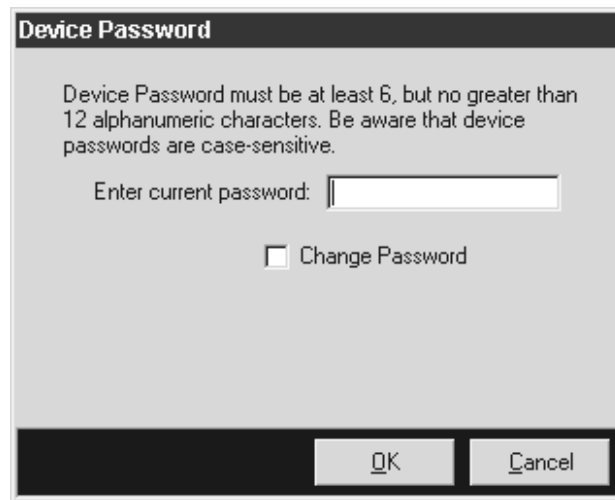 Device Password
Device Password must be at least 6, but no greater than
12 alphanumeric characters. Be aware that device
passwords are case-sensitive.
Enter current password:
Change Password
OK Cancel